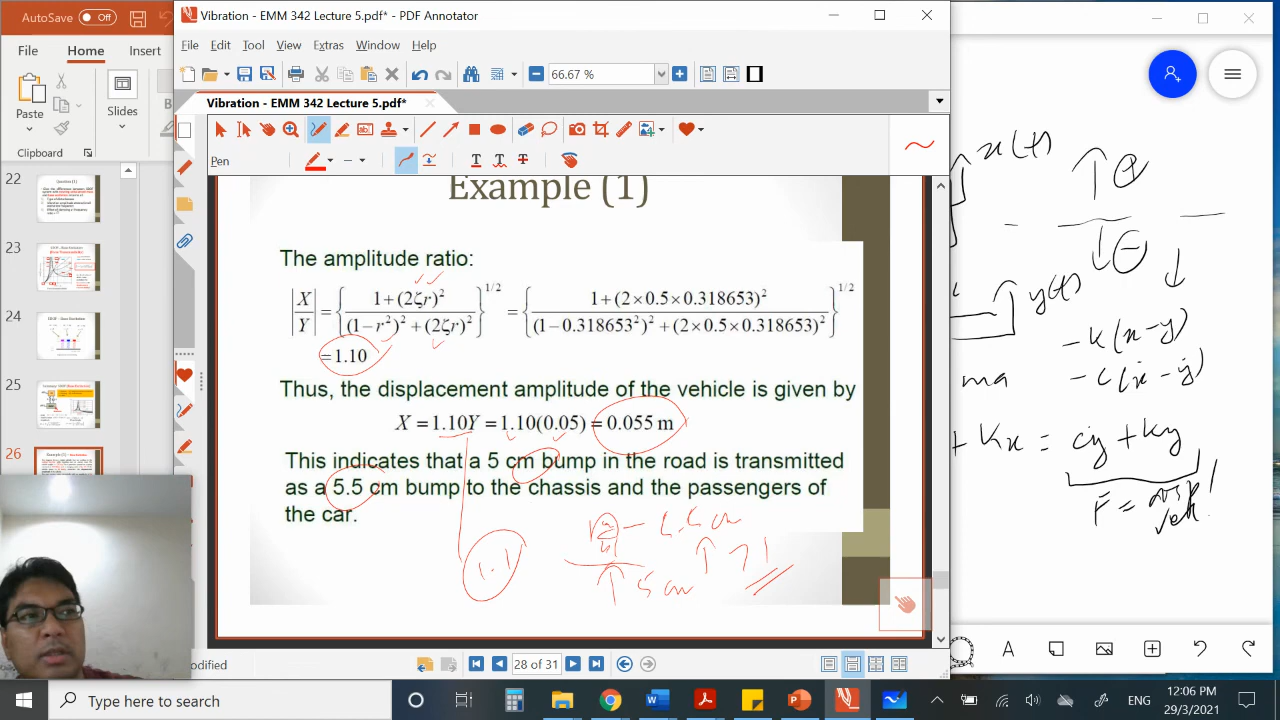 AutoSave Off
File Home Insert
Paste
Slides
Clipboard
22
23
24
25
26
Vibration - EMM 342 Lecture 5.pdf* - PDF Annotator
File Edit Tool View Extras Window Help
66.67 %
Vibration - EMM 342 Lecture 5.pdf*
Pen
Example (1)
The amplitude ratio:
|X/Y| = {(1+(2ζr)²)/((1−r²)²+(2ζr)²)}^1/2 = {(1+(2×0.5×0.318653)²)/((1−0.318653²)²+(2×0.5×0.318653)²)}^1/2
=1.10
Thus, the displacement amplitude of the vehicle is given by
X = 1.10Y = 1.10(0.05) = 0.055 m
This indicates that a 5 cm bump in the road is transmitted
as a 5.5 cm bump to the chassis and the passengers of
the car.
1.1
5.5 cm
↑ 5 cm
↑ >1
x(t)
↑ ⊕
↓ ⊖
y(t)
-k(x-y)
ma -c(ẋ-ẏ)
+ Kx = cẏ + Ky
F =
28 of 31
odified
Type here to search
ENG
12:06 PM
29/3/2021